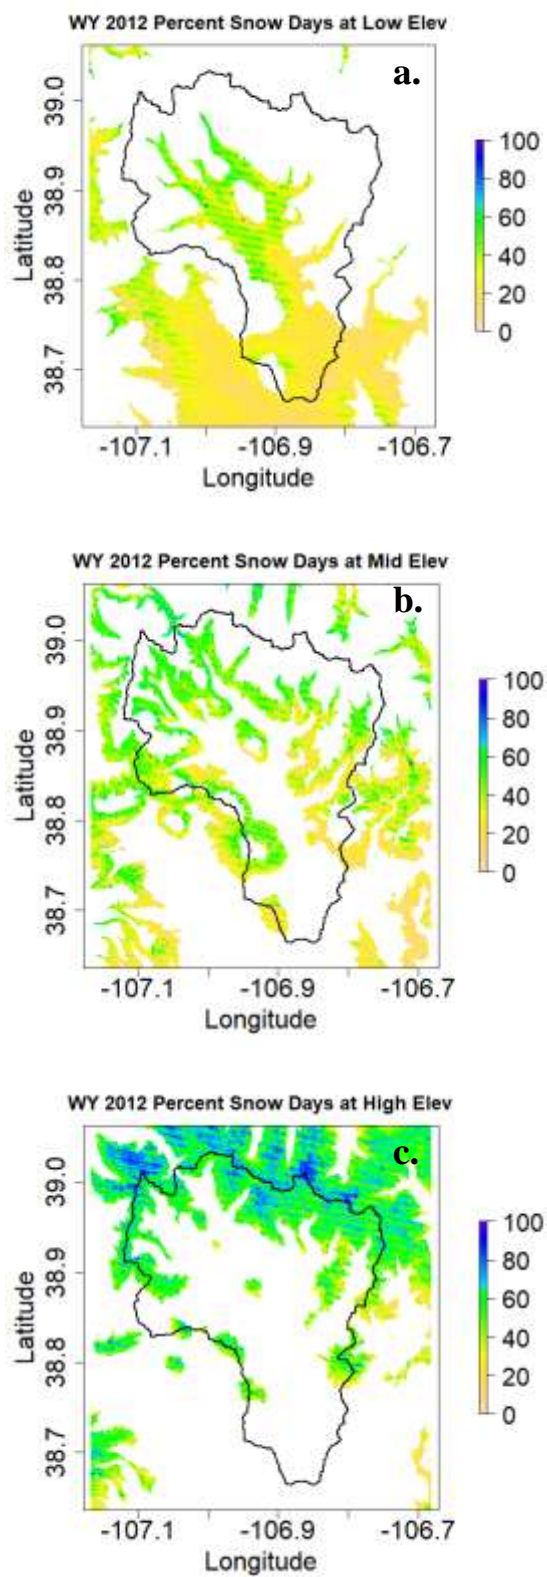 WY 2012 Percent Snow Days at Low Elev
a.
39.0
38.9
38.8
38.7
Latitude
-107.1 -106.9 -106.7
Longitude
100
80
60
40
20
0
WY 2012 Percent Snow Days at Mid Elev
b.
39.0
38.9
38.8
38.7
Latitude
-107.1 -106.9 -106.7
Longitude
100
80
60
40
20
0
WY 2012 Percent Snow Days at High Elev
c.
39.0
38.9
38.8
38.7
Latitude
-107.1 -106.9 -106.7
Longitude
100
80
60
40
20
0